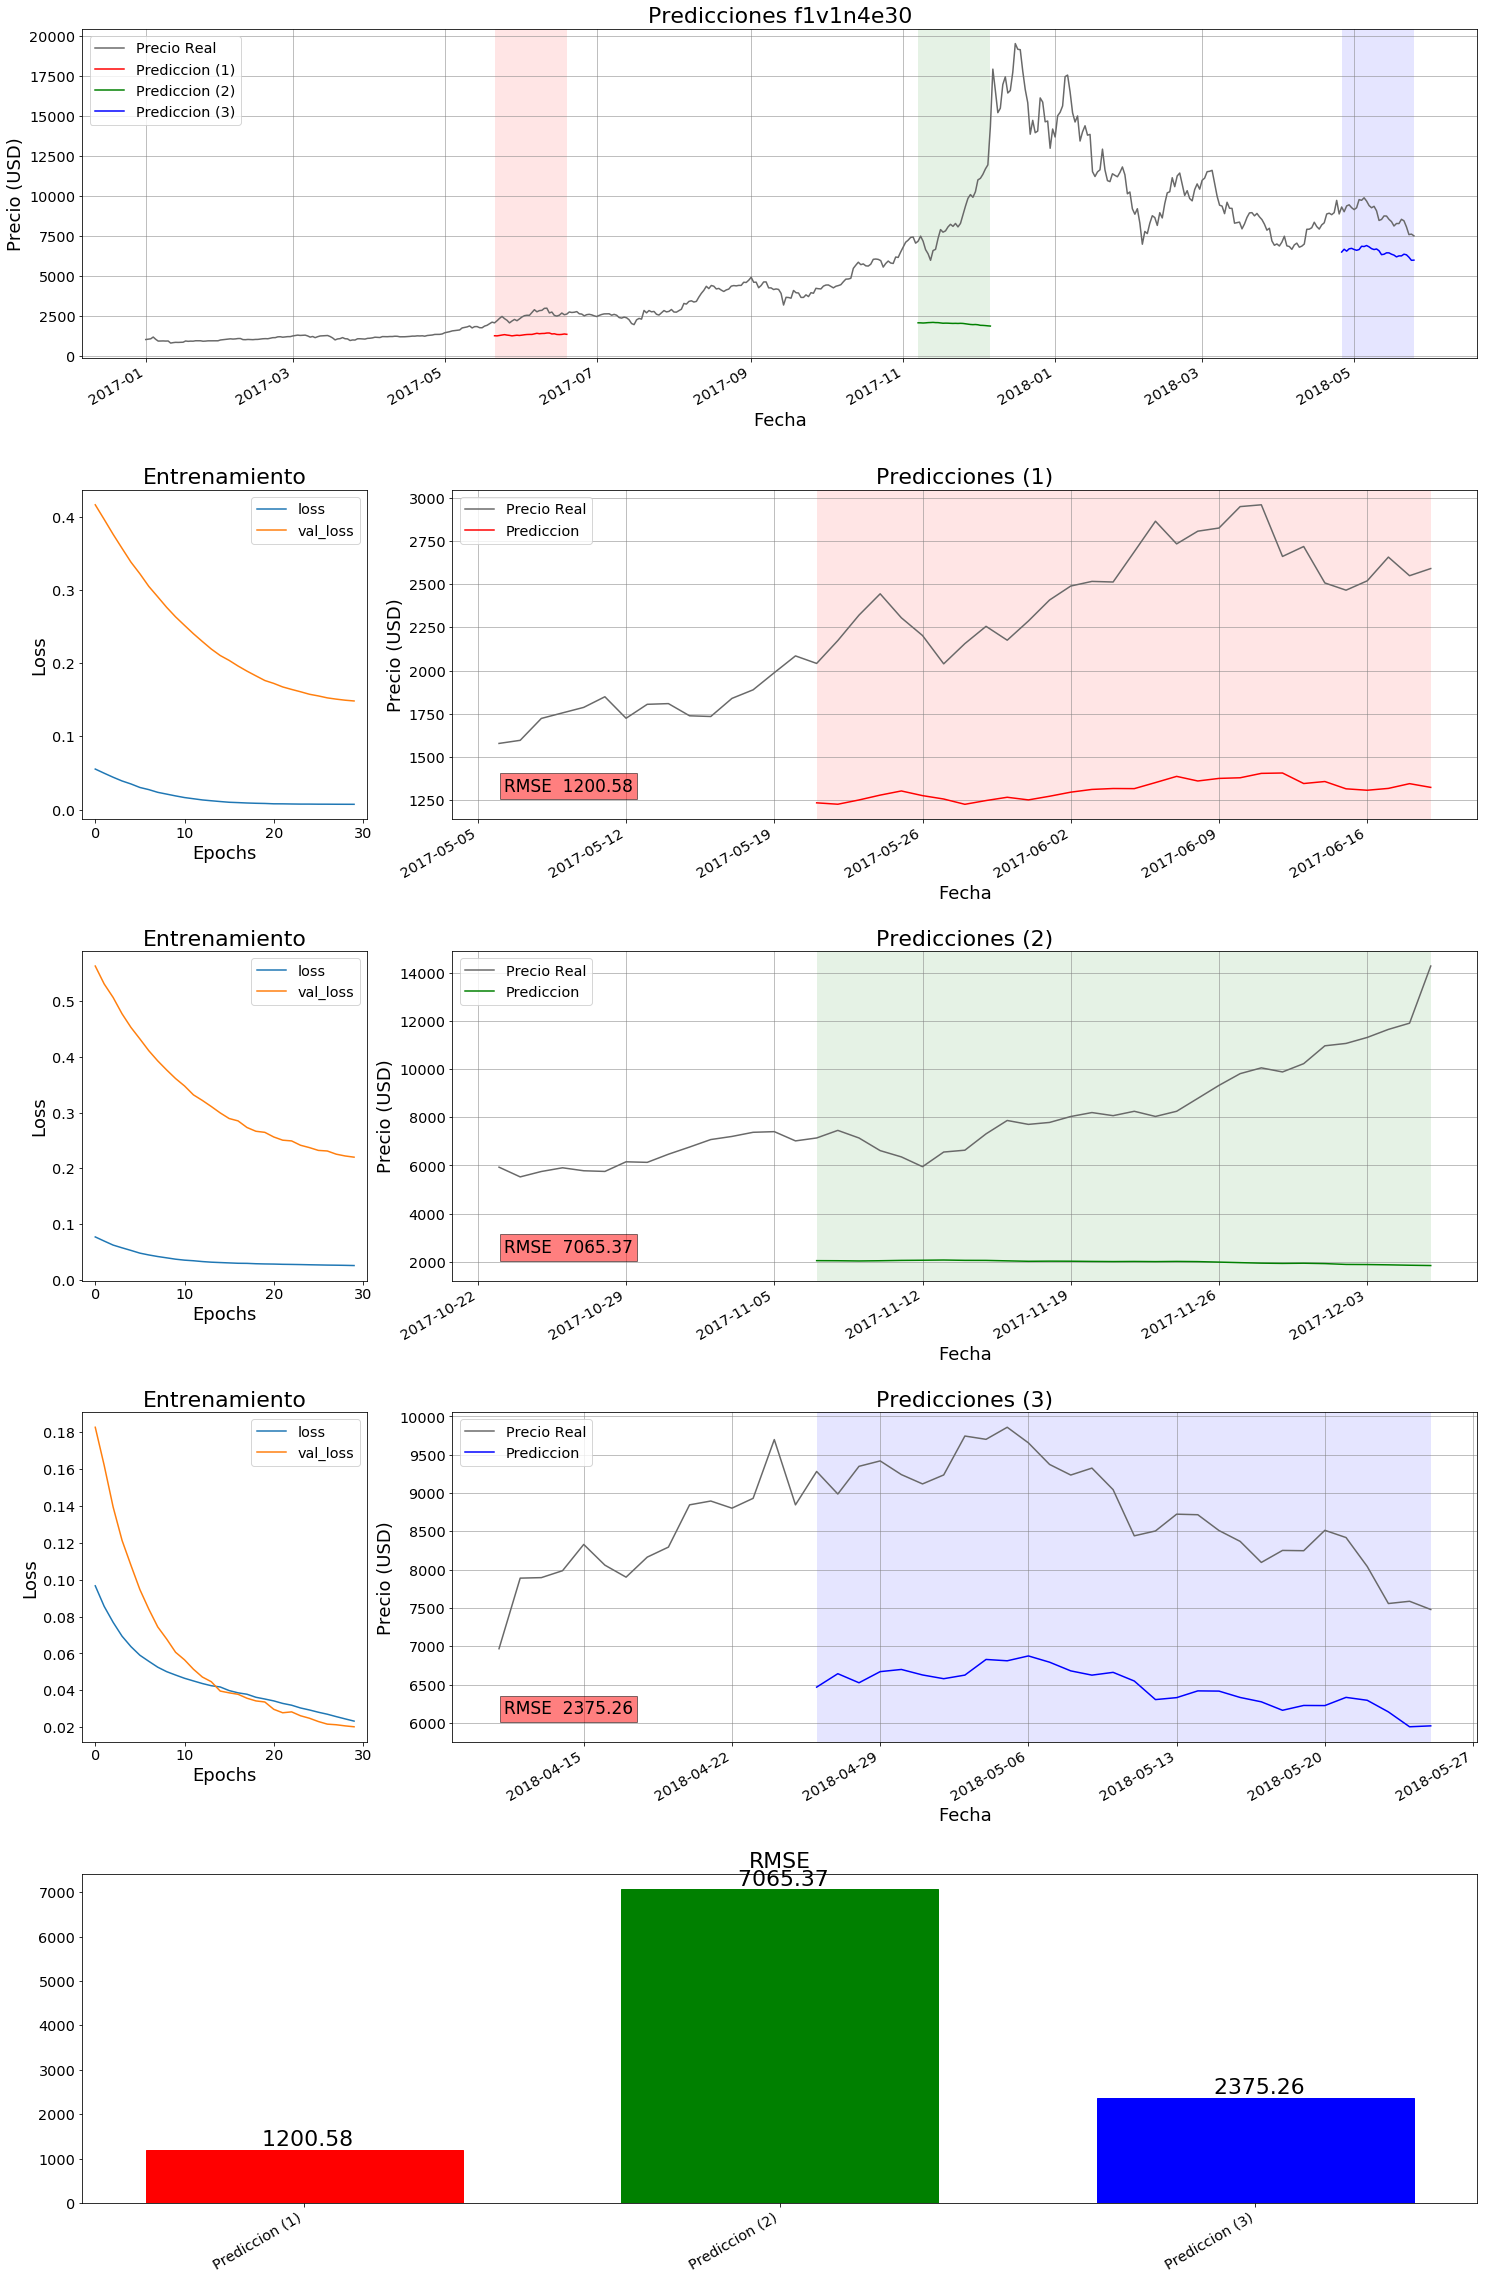 Predicciones f1v1n4e30
20000
17500
15000
12500
10000
7500
5000
2500
0
Precio (USD)
Precio Real
Prediccion (1)
Prediccion (2)
Prediccion (3)
2017-01
2017-03
2017-05
2017-07
2017-09
2017-11
2018-01
2018-03
2018-05
Fecha
Entrenamiento
0.4
0.3
0.2
0.1
0.0
Loss
loss
val_loss
0
10
20
30
Epochs
Predicciones (1)
3000
2750
2500
2250
2000
1750
1500
1250
Precio (USD)
Precio Real
Prediccion
RMSE 1200.58
2017-05-05
2017-05-12
2017-05-19
2017-05-26
2017-06-02
2017-06-09
2017-06-16
Fecha
Entrenamiento
0.5
0.4
0.3
0.2
0.1
0.0
Loss
loss
val_loss
0
10
20
30
Epochs
Predicciones (2)
14000
12000
10000
8000
6000
4000
2000
Precio (USD)
Precio Real
Prediccion
RMSE 7065.37
2017-10-22
2017-10-29
2017-11-05
2017-11-12
2017-11-19
2017-11-26
2017-12-03
Fecha
Entrenamiento
0.18
0.16
0.14
0.12
0.10
0.08
0.06
0.04
0.02
Loss
loss
val_loss
0
10
20
30
Epochs
Predicciones (3)
10000
9500
9000
8500
8000
7500
7000
6500
6000
Precio (USD)
Precio Real
Prediccion
RMSE 2375.26
2018-04-15
2018-04-22
2018-04-29
2018-05-06
2018-05-13
2018-05-20
2018-05-27
Fecha
RMSE
7000
6000
5000
4000
3000
2000
1000
0
1200.58
7065.37
2375.26
Prediccion (1)
Prediccion (2)
Prediccion (3)